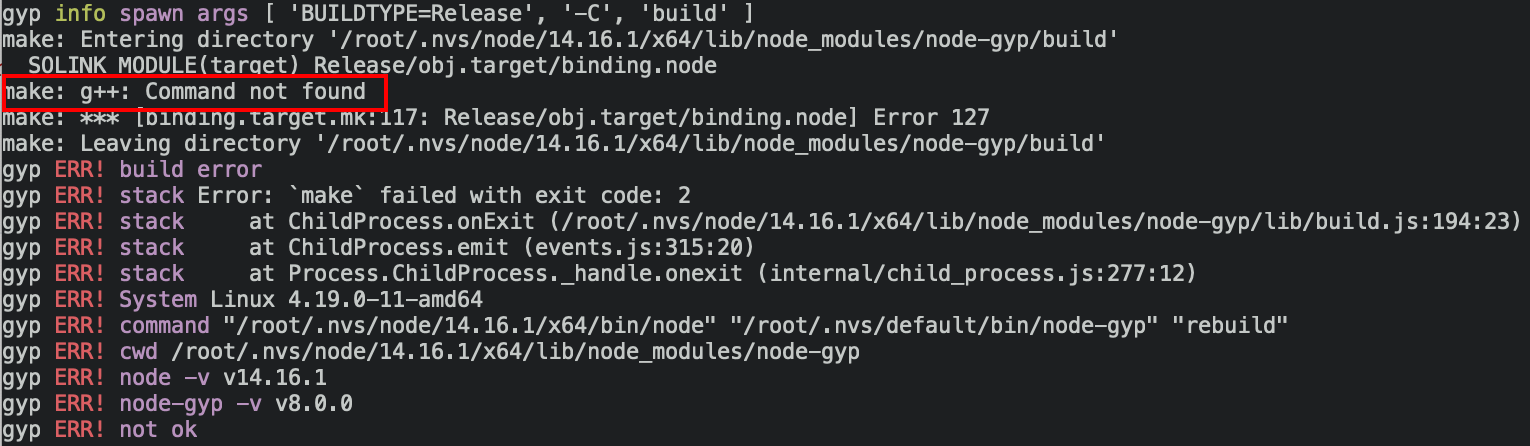 gyp info spawn args [ 'BUILDTYPE=Release', '-C', 'build' ]
make: Entering directory '/root/.nvs/node/14.16.1/x64/lib/node_modules/node-gyp/build'
  SOLINK_MODULE(target) Release/obj.target/binding.node
make: g++: Command not found
make: *** [binding.target.mk:117: Release/obj.target/binding.node] Error 127
make: Leaving directory '/root/.nvs/node/14.16.1/x64/lib/node_modules/node-gyp/build'
gyp ERR! build error
gyp ERR! stack Error: `make` failed with exit code: 2
gyp ERR! stack     at ChildProcess.onExit (/root/.nvs/node/14.16.1/x64/lib/node_modules/node-gyp/lib/build.js:194:23)
gyp ERR! stack     at ChildProcess.emit (events.js:315:20)
gyp ERR! stack     at Process.ChildProcess._handle.onexit (internal/child_process.js:277:12)
gyp ERR! System Linux 4.19.0-11-amd64
gyp ERR! command "/root/.nvs/node/14.16.1/x64/bin/node" "/root/.nvs/default/bin/node-gyp" "rebuild"
gyp ERR! cwd /root/.nvs/node/14.16.1/x64/lib/node_modules/node-gyp
gyp ERR! node -v v14.16.1
gyp ERR! node-gyp -v v8.0.0
gyp ERR! not ok